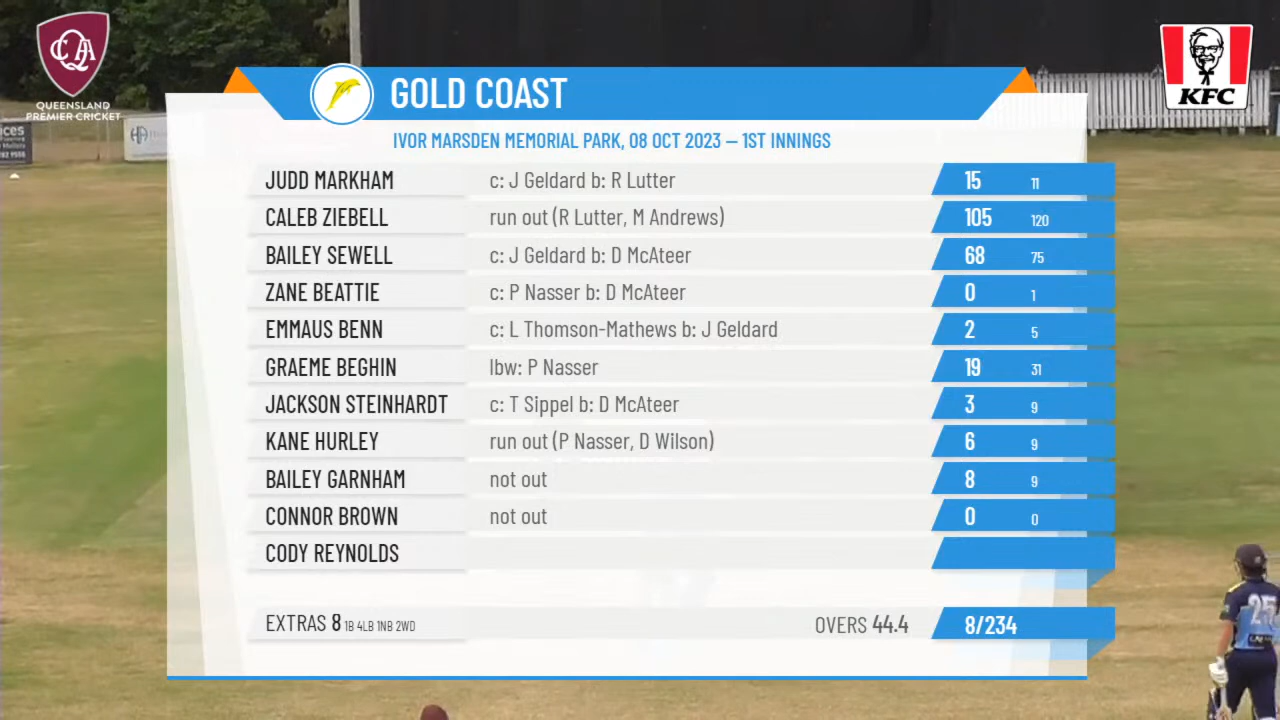 QUEENSLAND
PREMIER CRICKET
KFC
GOLD COAST
IVOR MARSDEN MEMORIAL PARK, 08 OCT 2023 – 1ST INNINGS
JUDD MARKHAM c: J Geldard b: R Lutter 15 11
CALEB ZIEBELL run out (R Lutter, M Andrews) 105 120
BAILEY SEWELL c: J Geldard b: D McAteer 68 75
ZANE BEATTIE c: P Nasser b: D McAteer 0 1
EMMAUS BENN c: L Thomson-Mathews b: J Geldard 2 5
GRAEME BEGHIN lbw: P Nasser 19 31
JACKSON STEINHARDT c: T Sippel b: D McAteer 3 9
KANE HURLEY run out (P Nasser, D Wilson) 6 9
BAILEY GARNHAM not out 8 9
CONNOR BROWN not out 0 0
CODY REYNOLDS
EXTRAS 8 1B 4LB 1NB 2WD OVERS 44.4 8/234
25